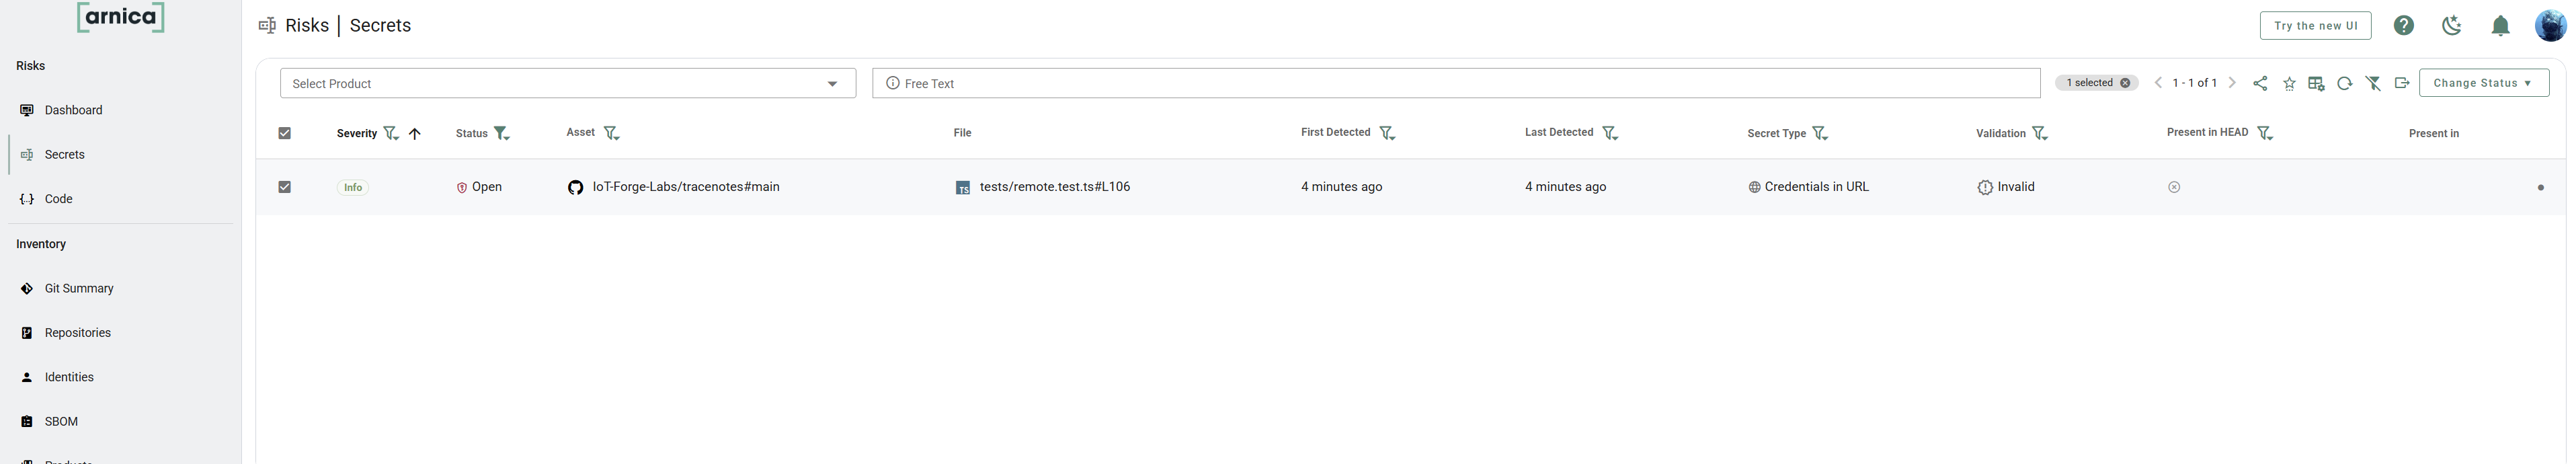 [arnica]
Risks
Dashboard
Secrets
Code
Inventory
Git Summary
Repositories
Identities
SBOM
Products
Risks | Secrets
Try the new UI
Select Product
Free Text
1 selected
1 - 1 of 1
Change Status
Severity Status Asset File First Detected Last Detected Secret Type Validation Present in HEAD Present in
Info Open IoT-Forge-Labs/tracenotes#main TS tests/remote.test.ts#L106 4 minutes ago 4 minutes ago Credentials in URL Invalid